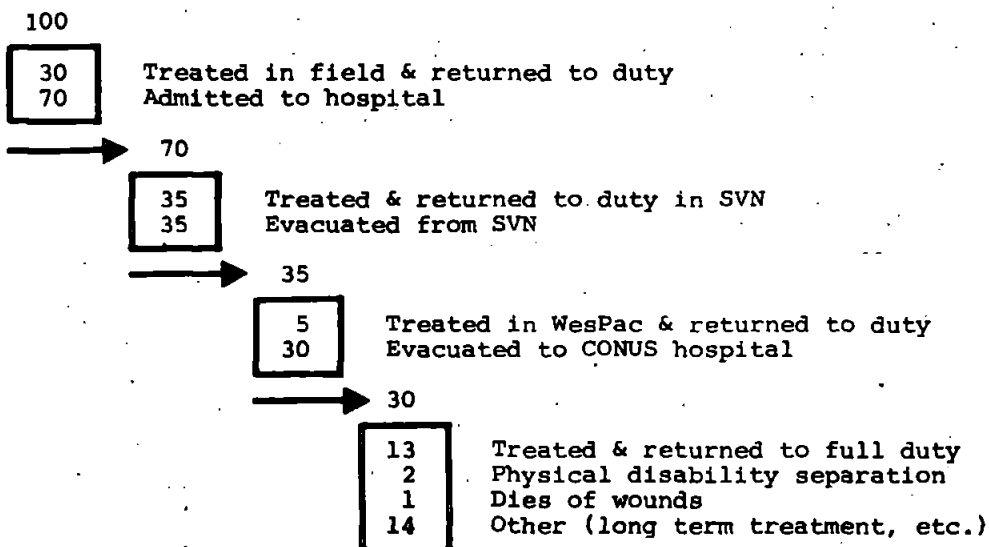 100
30 Treated in field & returned to duty
70 Admitted to hospital
70
35 Treated & returned to duty in SVN
35 Evacuated from SVN
35
5 Treated in WesPac & returned to duty
30 Evacuated to CONUS hospital
30
13 Treated & returned to full duty
2 Physical disability separation
1 Dies of wounds
14 Other (long term treatment, etc.)